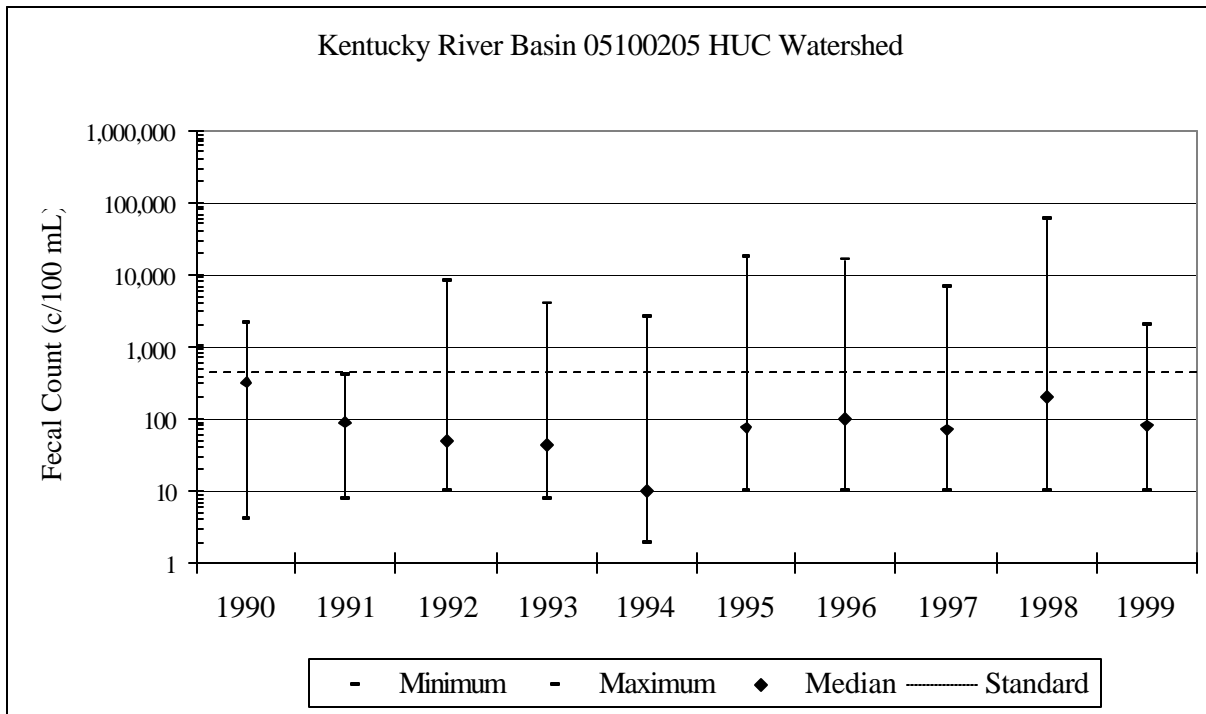 Kentucky River Basin 05100205 HUC Watershed
Fecal Count (c/100 mL)
1,000,000
100,000
10,000
1,000
100
10
1
1990 1991 1992 1993 1994 1995 1996 1997 1998 1999
Minimum Maximum Median Standard